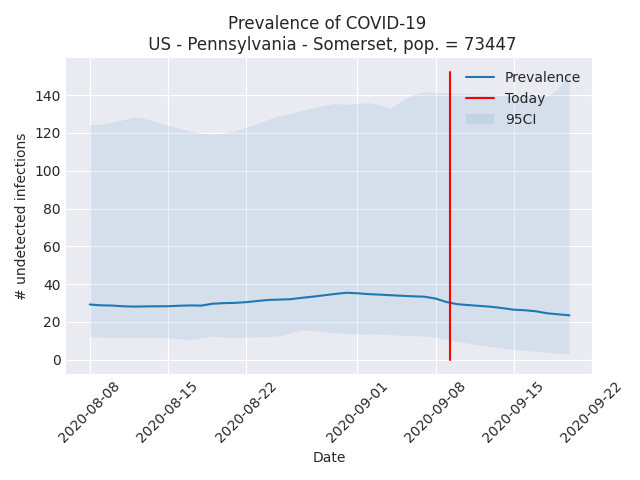 Prevalence of COVID-19
US - Pennsylvania - Somerset, pop. = 73447
# undetected infections
140
120
100
80
60
40
20
0
Prevalence
Today
95CI
2020-08-08
2020-08-15
2020-08-22
2020-09-01
2020-09-08
2020-09-15
2020-09-22
Date